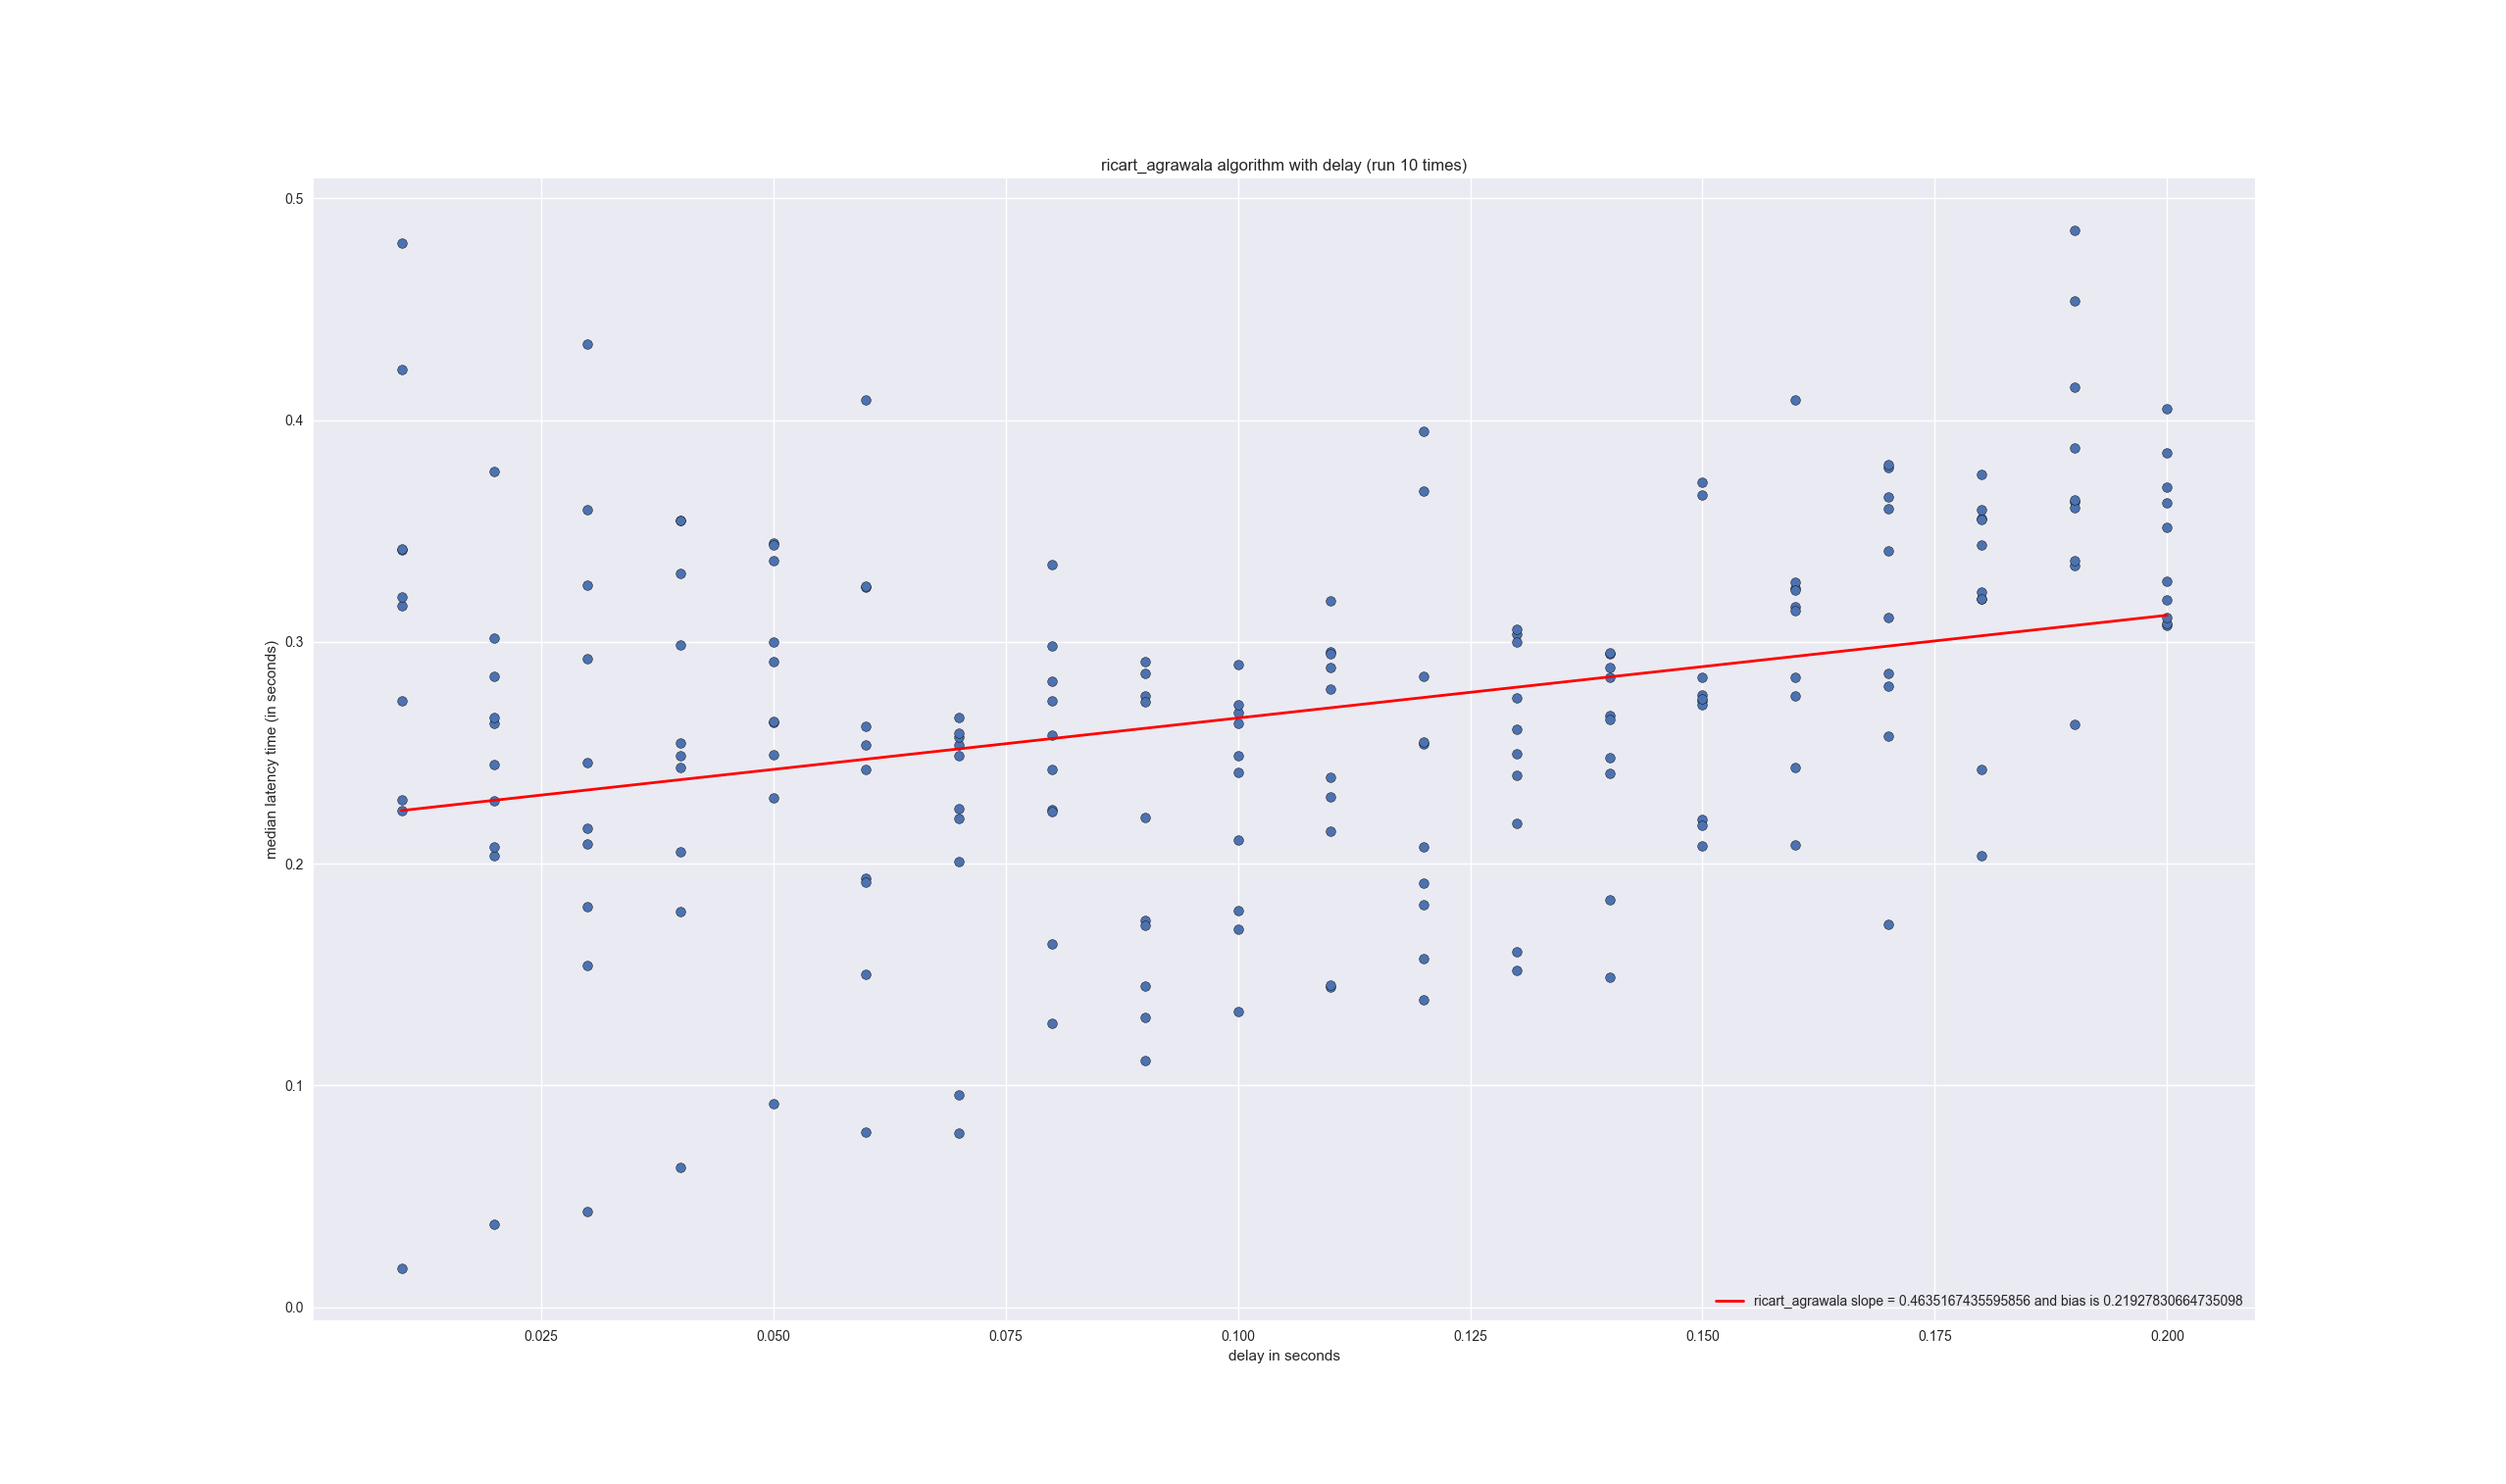 ricart_agrawala algorithm with delay (run 10 times)
0.5
0.4
0.3
0.2
0.1
0.0
median latency time (in seconds)
ricart_agrawala slope = 0.4635167435595856 and bias is 0.21927830664735098
0.025 0.050 0.075 0.100 0.125 0.150 0.175 0.200
delay in seconds